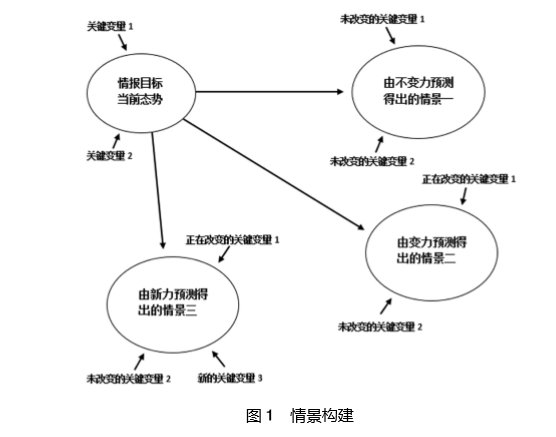 关键变量 1
未改变的关键变量 1
情报目标
当前态势
由不变力预测
得出的情景一
关键变量 2
未改变的关键变量 2
正在改变的关键变量 1
正在改变的关键变量 1
由变力预测得
出的情景二
由新力预测得
出的情景三
未改变的关键变量 2
未改变的关键变量 2
新的关键变量 3
图 1 情景构建